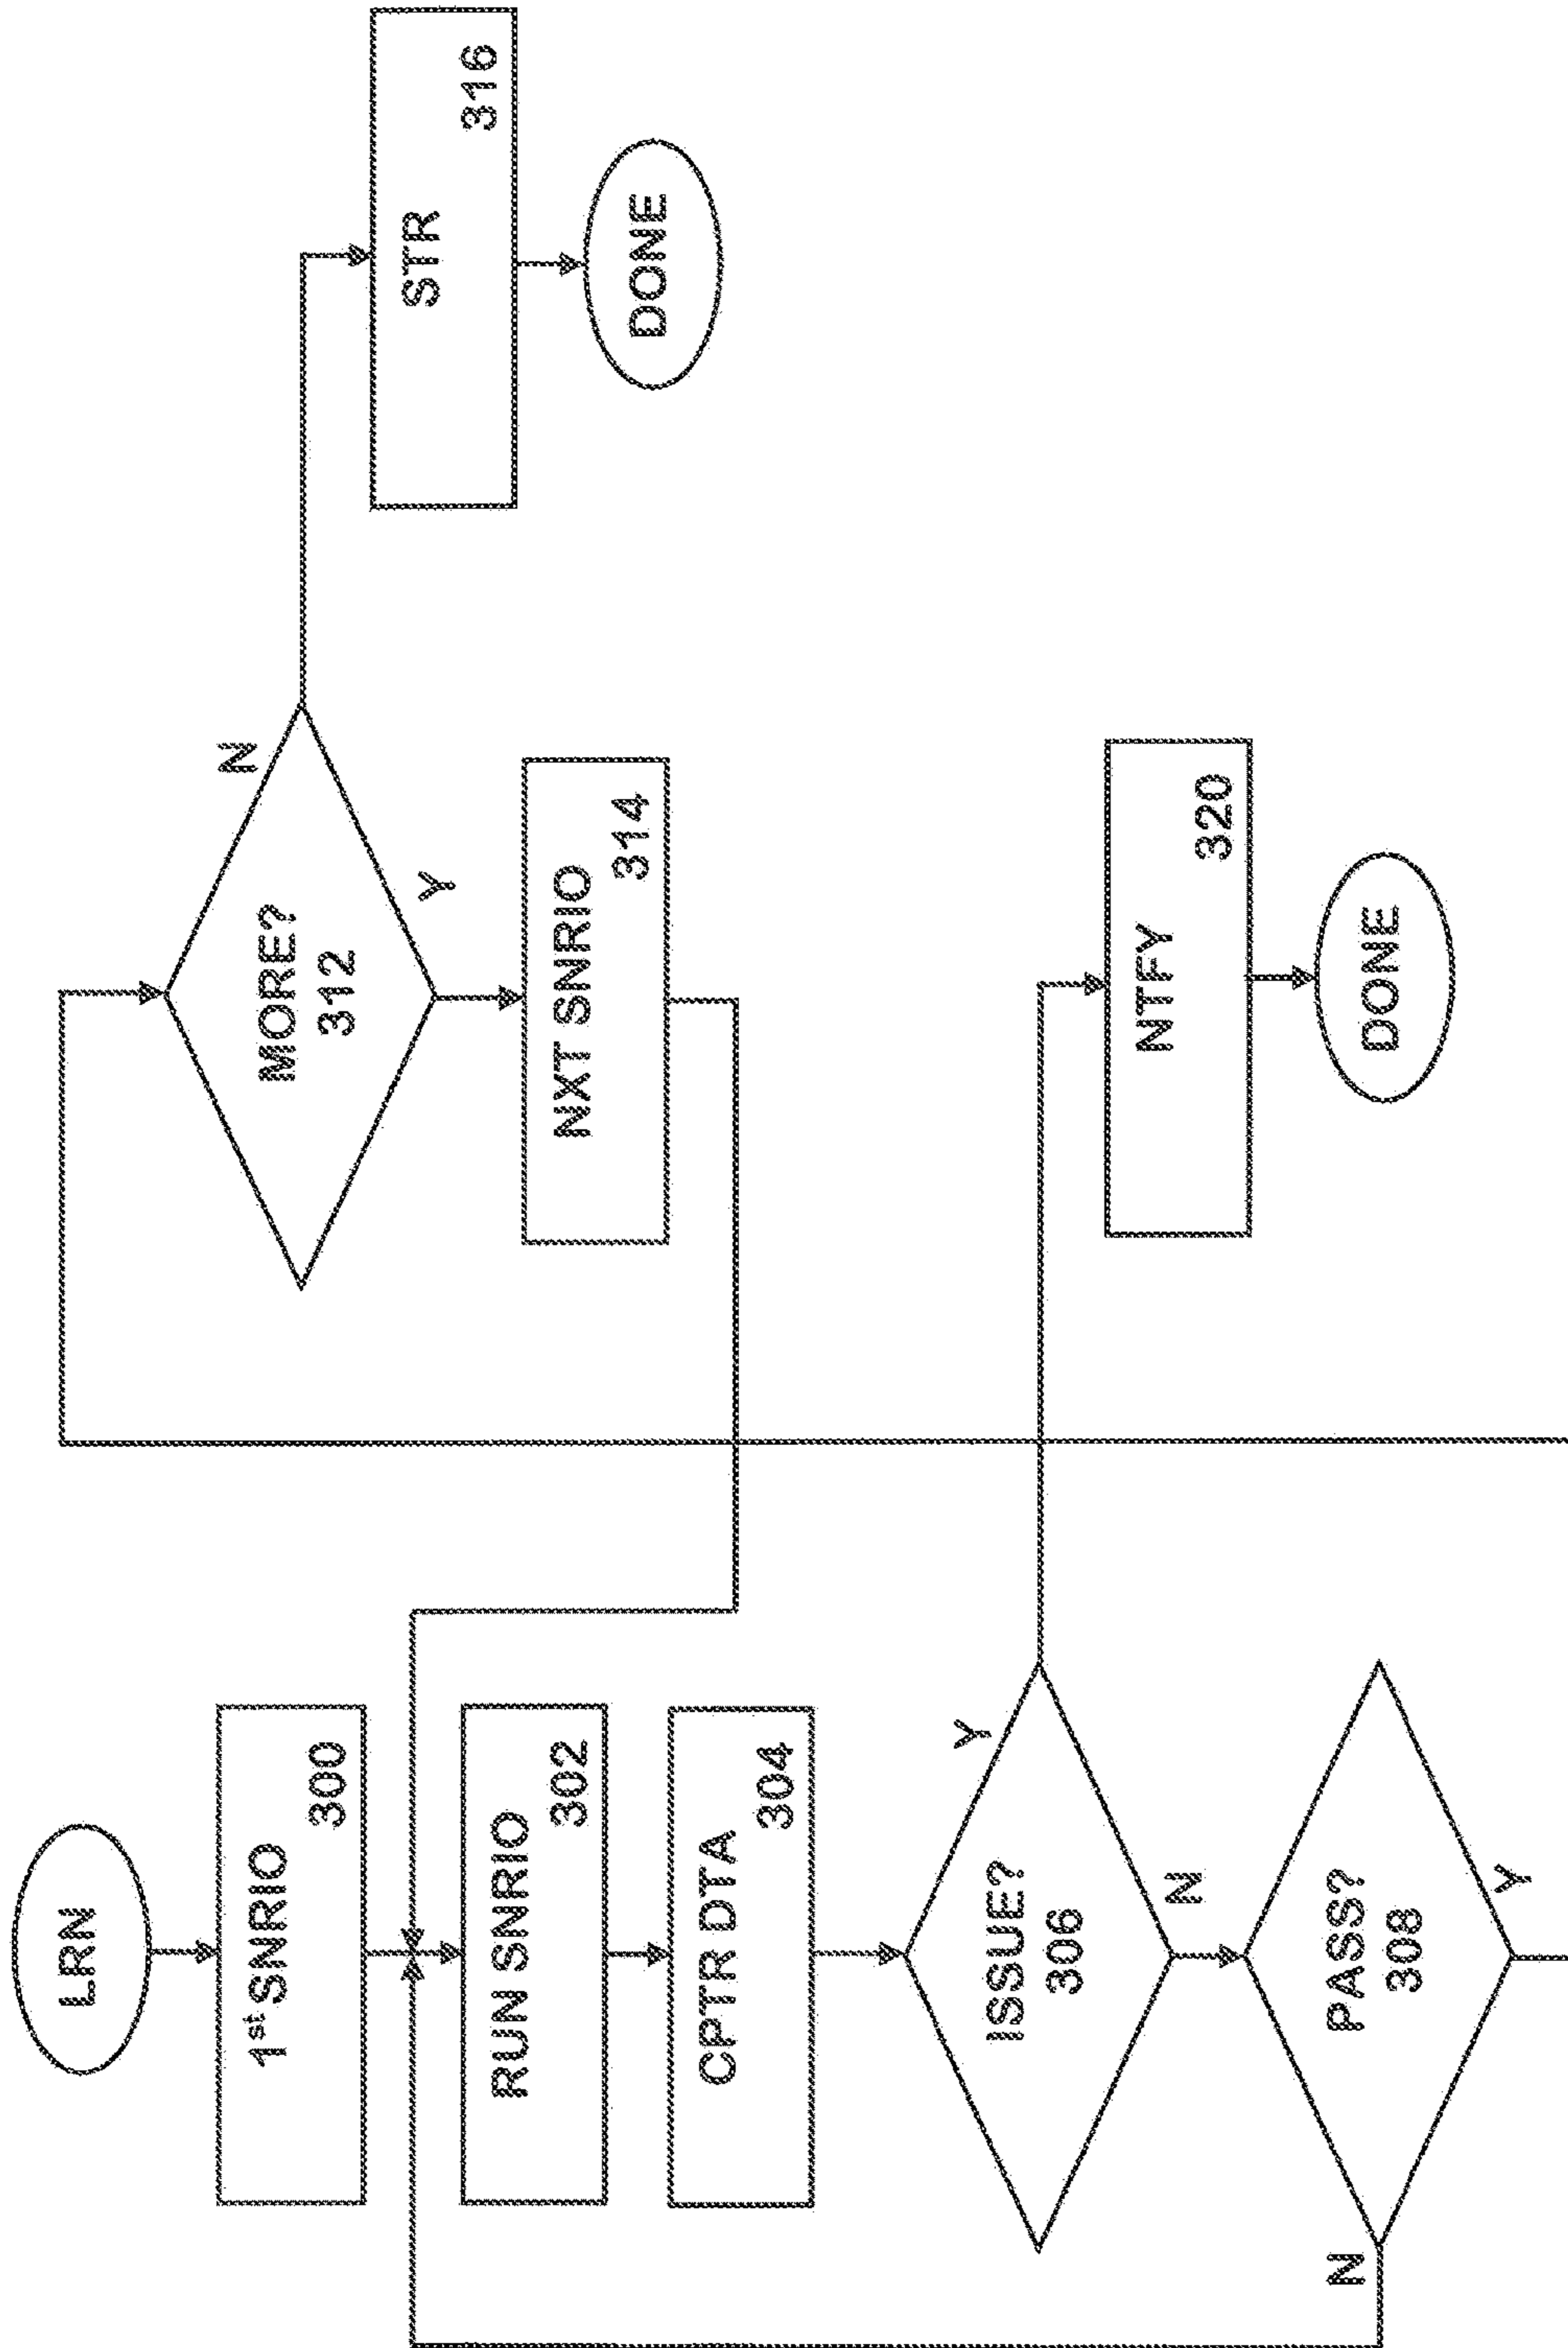 LRN
1st SNRIO
300
RUN SNRIO
302
CPTR DTA
304
ISSUE?
306
Y
N
PASS?
308
N
Y
MORE?
312
N
Y
NXT SNRIO
314
STR
316
DONE
NTFY
320
DONE